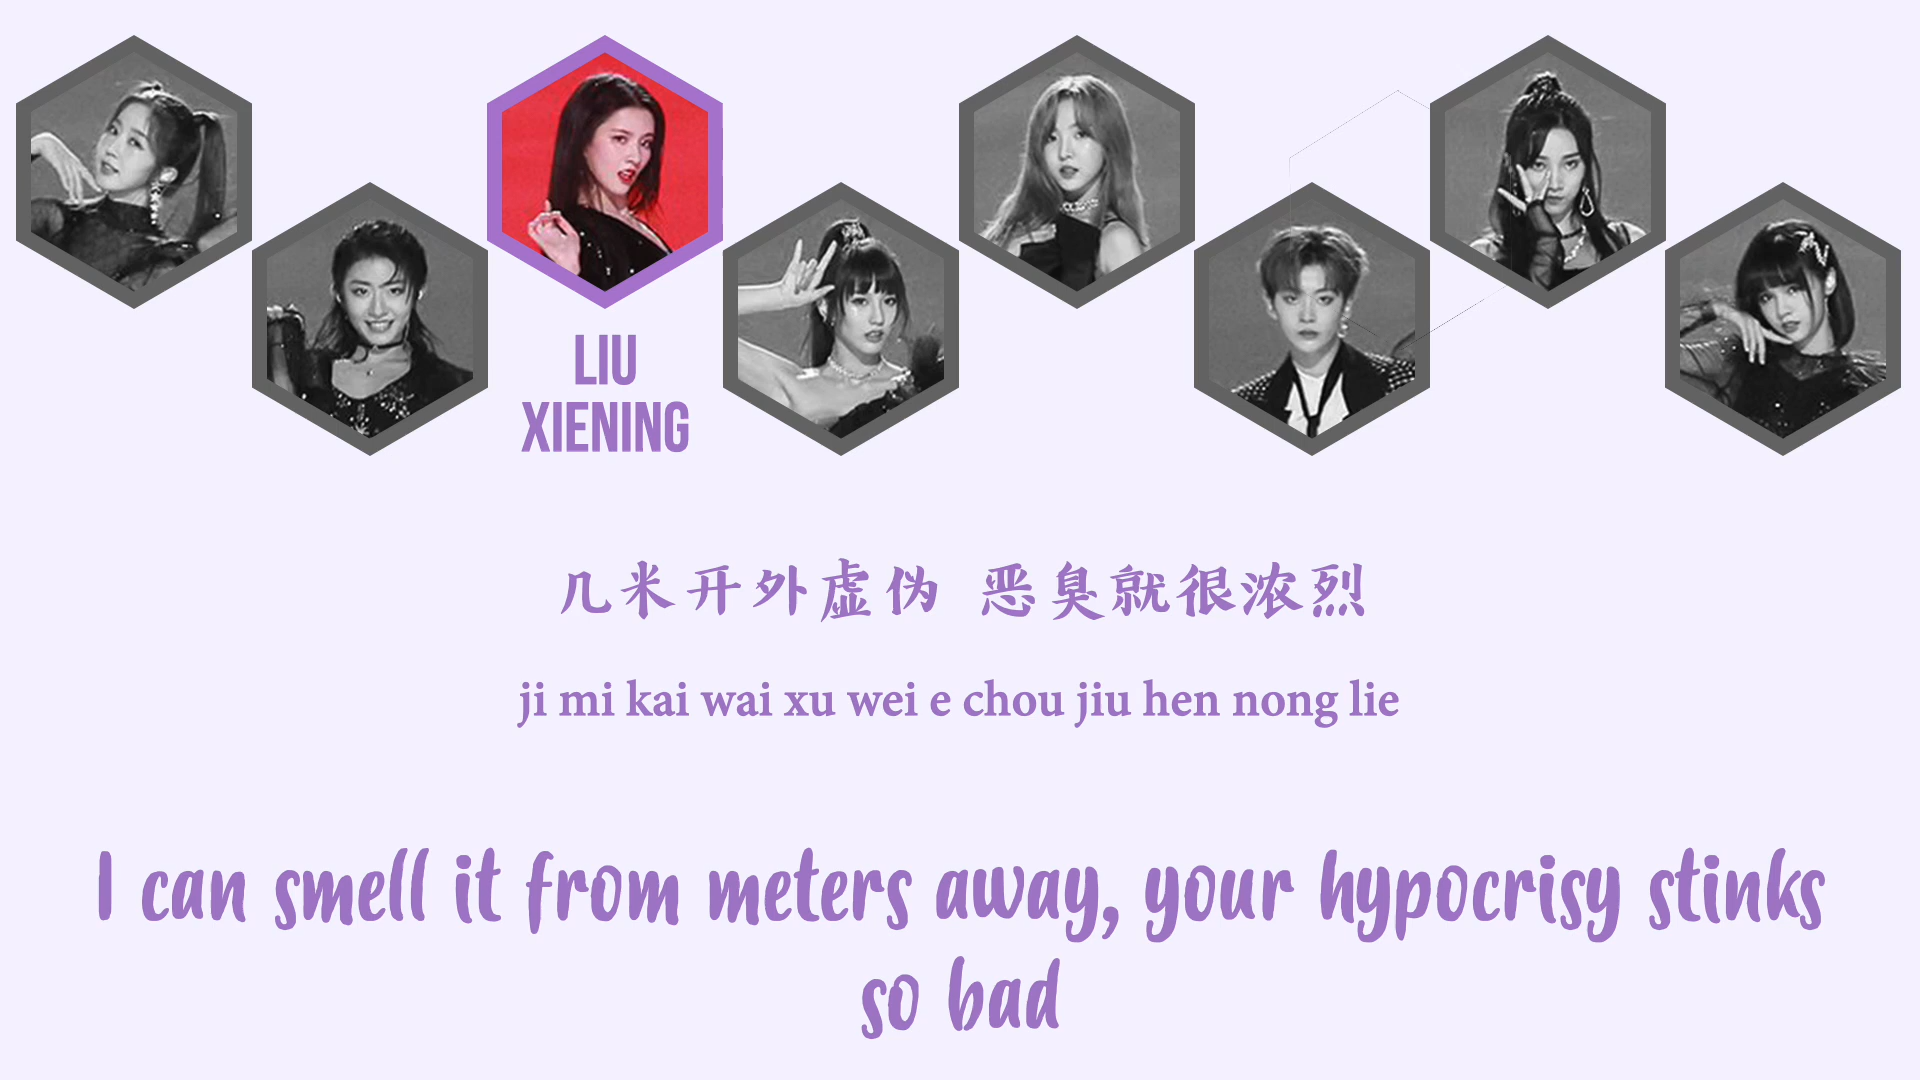 LIU
XIENING
几米开外虚伪 恶臭就很浓烈
ji mi kai wai xu wei e chou jiu hen nong lie
I can smell it from meters away, your hypocrisy stinks
so bad